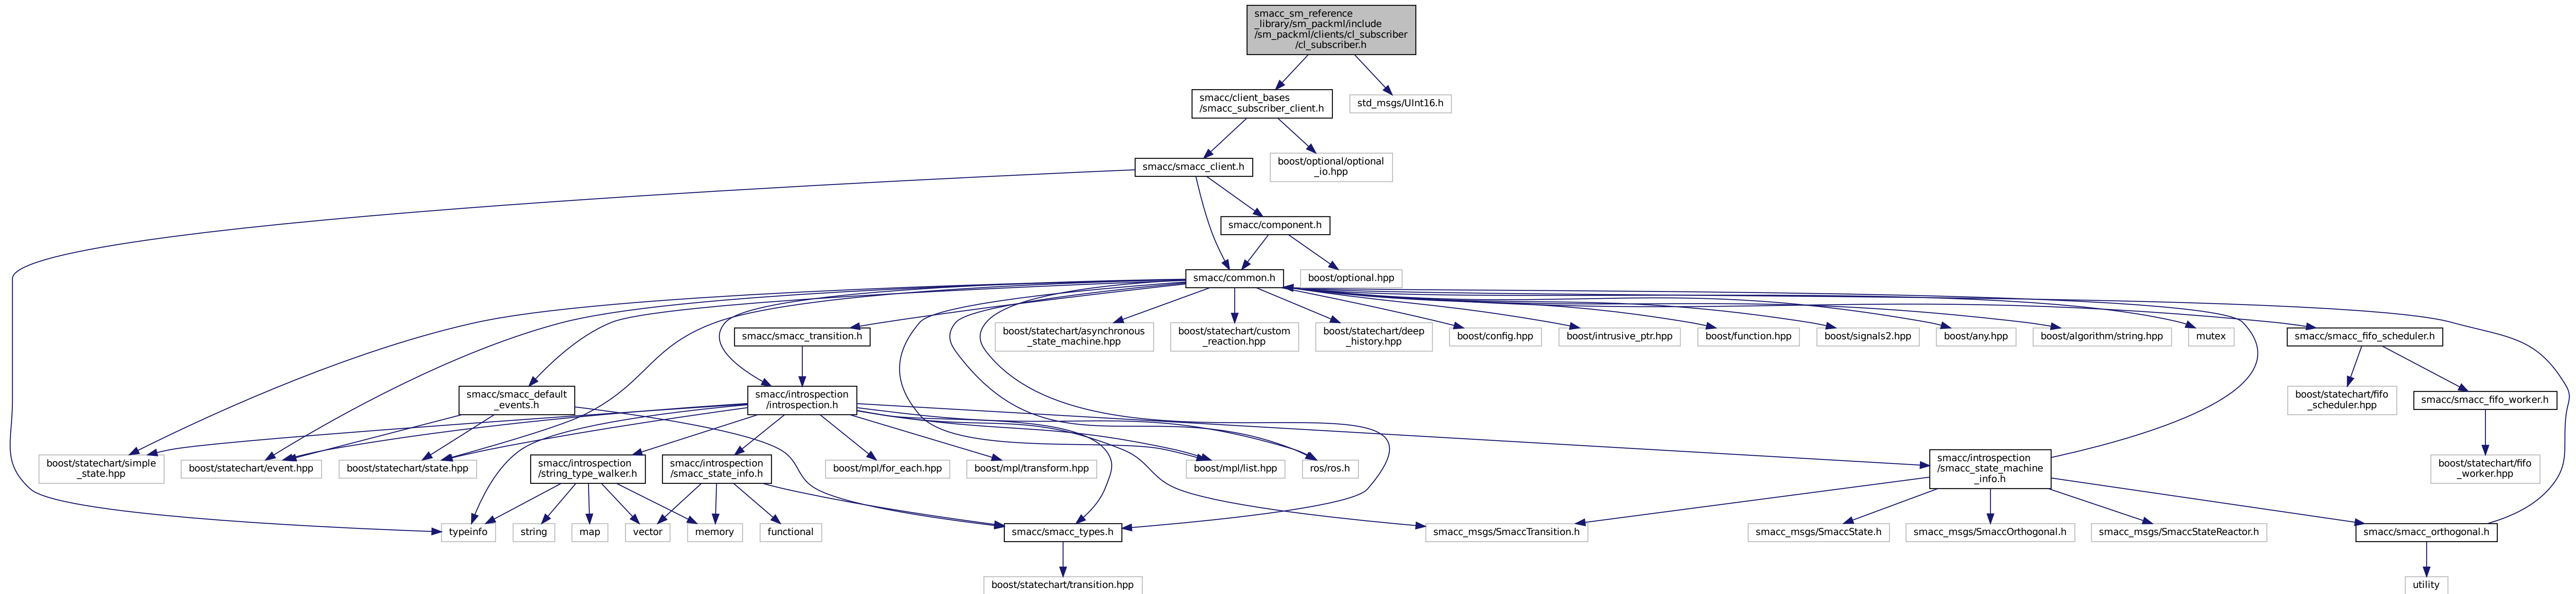 smacc_sm_reference
_library/sm_packml/include
/sm_packml/clients/cl_subscriber
/cl_subscriber.h
smacc/client_bases
/smacc_subscriber_client.h
std_msgs/UInt16.h
smacc/smacc_client.h
boost/optional/optional
_io.hpp
smacc/component.h
smacc/common.h
boost/optional.hpp
smacc/smacc_transition.h
boost/statechart/asynchronous
_state_machine.hpp
boost/statechart/custom
_reaction.hpp
boost/statechart/deep
_history.hpp
boost/config.hpp
boost/intrusive_ptr.hpp
boost/function.hpp
boost/signals2.hpp
boost/any.hpp
boost/algorithm/string.hpp
mutex
smacc/smacc_fifo_scheduler.h
smacc/smacc_default
_events.h
smacc/introspection
/introspection.h
boost/statechart/fifo
_scheduler.hpp
smacc/smacc_fifo_worker.h
boost/statechart/simple
_state.hpp
boost/statechart/event.hpp
boost/statechart/state.hpp
smacc/introspection
/string_type_walker.h
smacc/introspection
/smacc_state_info.h
boost/mpl/for_each.hpp
boost/mpl/transform.hpp
boost/mpl/list.hpp
ros/ros.h
smacc/introspection
/smacc_state_machine
_info.h
boost/statechart/fifo
_worker.hpp
typeinfo
string
map
vector
memory
functional
smacc/smacc_types.h
smacc_msgs/SmaccTransition.h
smacc_msgs/SmaccState.h
smacc_msgs/SmaccOrthogonal.h
smacc_msgs/SmaccStateReactor.h
smacc/smacc_orthogonal.h
boost/statechart/transition.hpp
utility